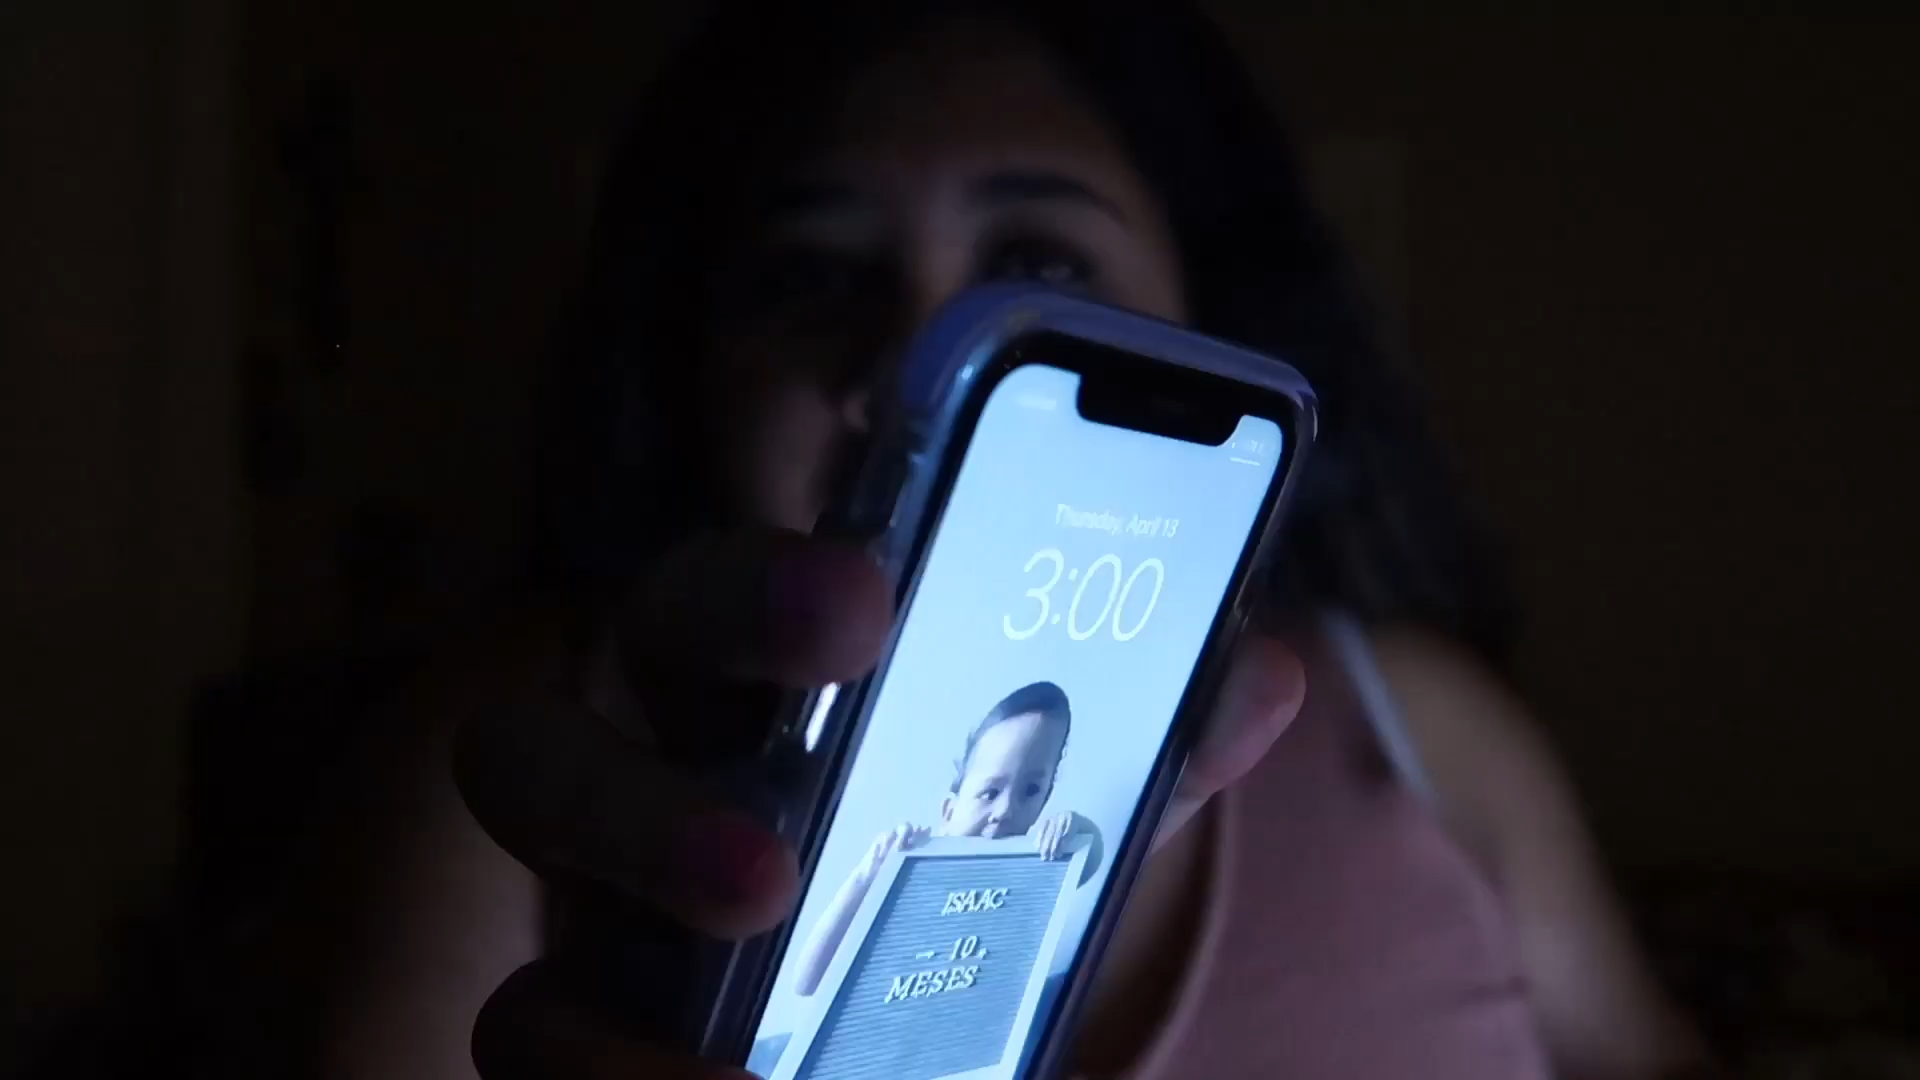 Thursday, April 13
3:00
ISAAC
→ 10
MESES